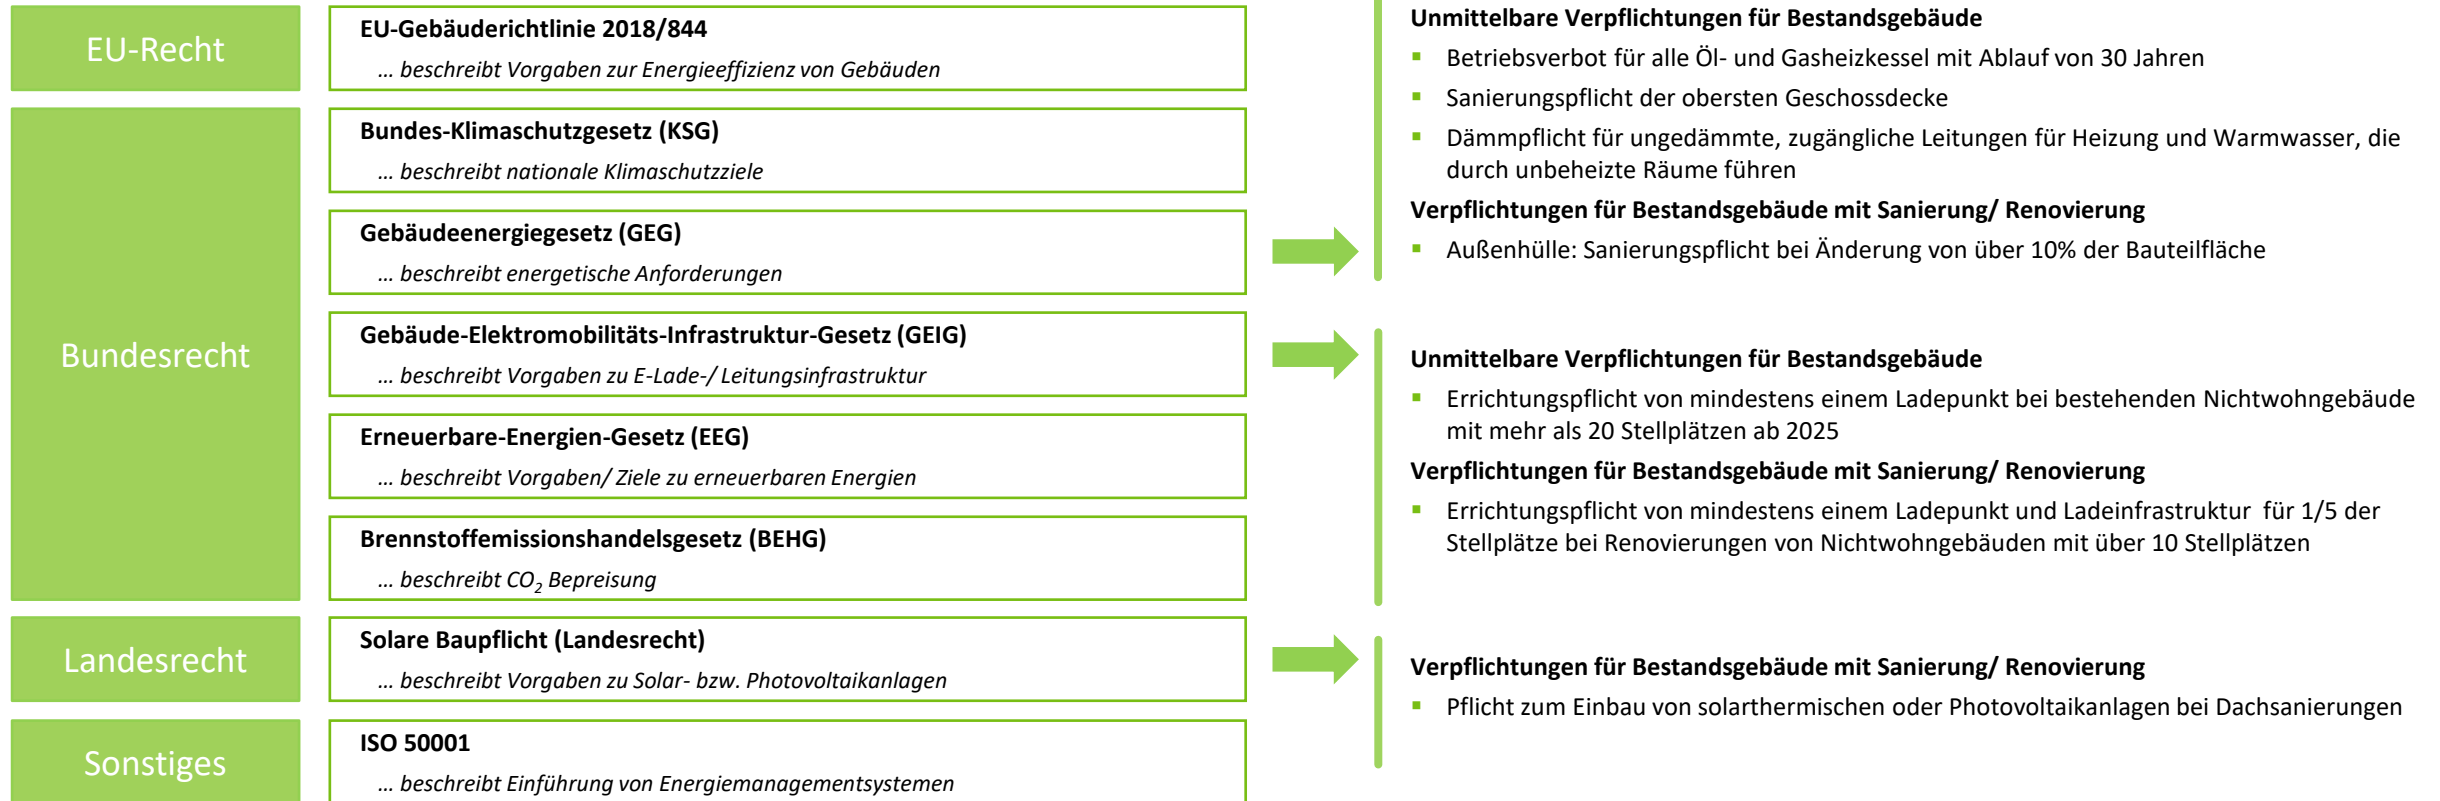 EU-Recht
EU-Gebäuderichtlinie 2018/844
... beschreibt Vorgaben zur Energieeffizienz von Gebäuden
Bundesrecht
Bundes-Klimaschutzgesetz (KSG)
... beschreibt nationale Klimaschutzziele
Gebäudeenergiegesetz (GEG)
... beschreibt energetische Anforderungen
Gebäude-Elektromobilitäts-Infrastruktur-Gesetz (GEIG)
... beschreibt Vorgaben zu E-Lade-/ Leitungsinfrastruktur
Erneuerbare-Energien-Gesetz (EEG)
... beschreibt Vorgaben/ Ziele zu erneuerbaren Energien
Brennstoffemissionshandelsgesetz (BEHG)
... beschreibt CO2 Bepreisung
Landesrecht
Solare Baupflicht (Landesrecht)
... beschreibt Vorgaben zu Solar- bzw. Photovoltaikanlagen
Sonstiges
ISO 50001
... beschreibt Einführung von Energiemanagementsystemen
Unmittelbare Verpflichtungen für Bestandsgebäude
▪ Betriebsverbot für alle Öl- und Gasheizkessel mit Ablauf von 30 Jahren
▪ Sanierungspflicht der obersten Geschossdecke
▪ Dämmpflicht für ungedämmte, zugängliche Leitungen für Heizung und Warmwasser, die
durch unbeheizte Räume führen
Verpflichtungen für Bestandsgebäude mit Sanierung/ Renovierung
▪ Außenhülle: Sanierungspflicht bei Änderung von über 10% der Bauteilfläche
Unmittelbare Verpflichtungen für Bestandsgebäude
▪ Errichtungspflicht von mindestens einem Ladepunkt bei bestehenden Nichtwohngebäude
mit mehr als 20 Stellplätzen ab 2025
Verpflichtungen für Bestandsgebäude mit Sanierung/ Renovierung
▪ Errichtungspflicht von mindestens einem Ladepunkt und Ladeinfrastruktur für 1/5 der
Stellplätze bei Renovierungen von Nichtwohngebäuden mit über 10 Stellplätzen
Verpflichtungen für Bestandsgebäude mit Sanierung/ Renovierung
▪ Pflicht zum Einbau von solarthermischen oder Photovoltaikanlagen bei Dachsanierungen